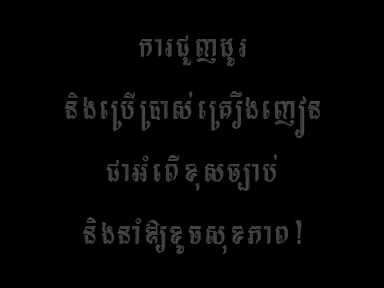 ការជួញដូរ
និងប្រើប្រាស់គ្រឿងញៀន
ជាអំពើខុសច្បាប់
និងនាំឱ្យខូចសុខភាព!